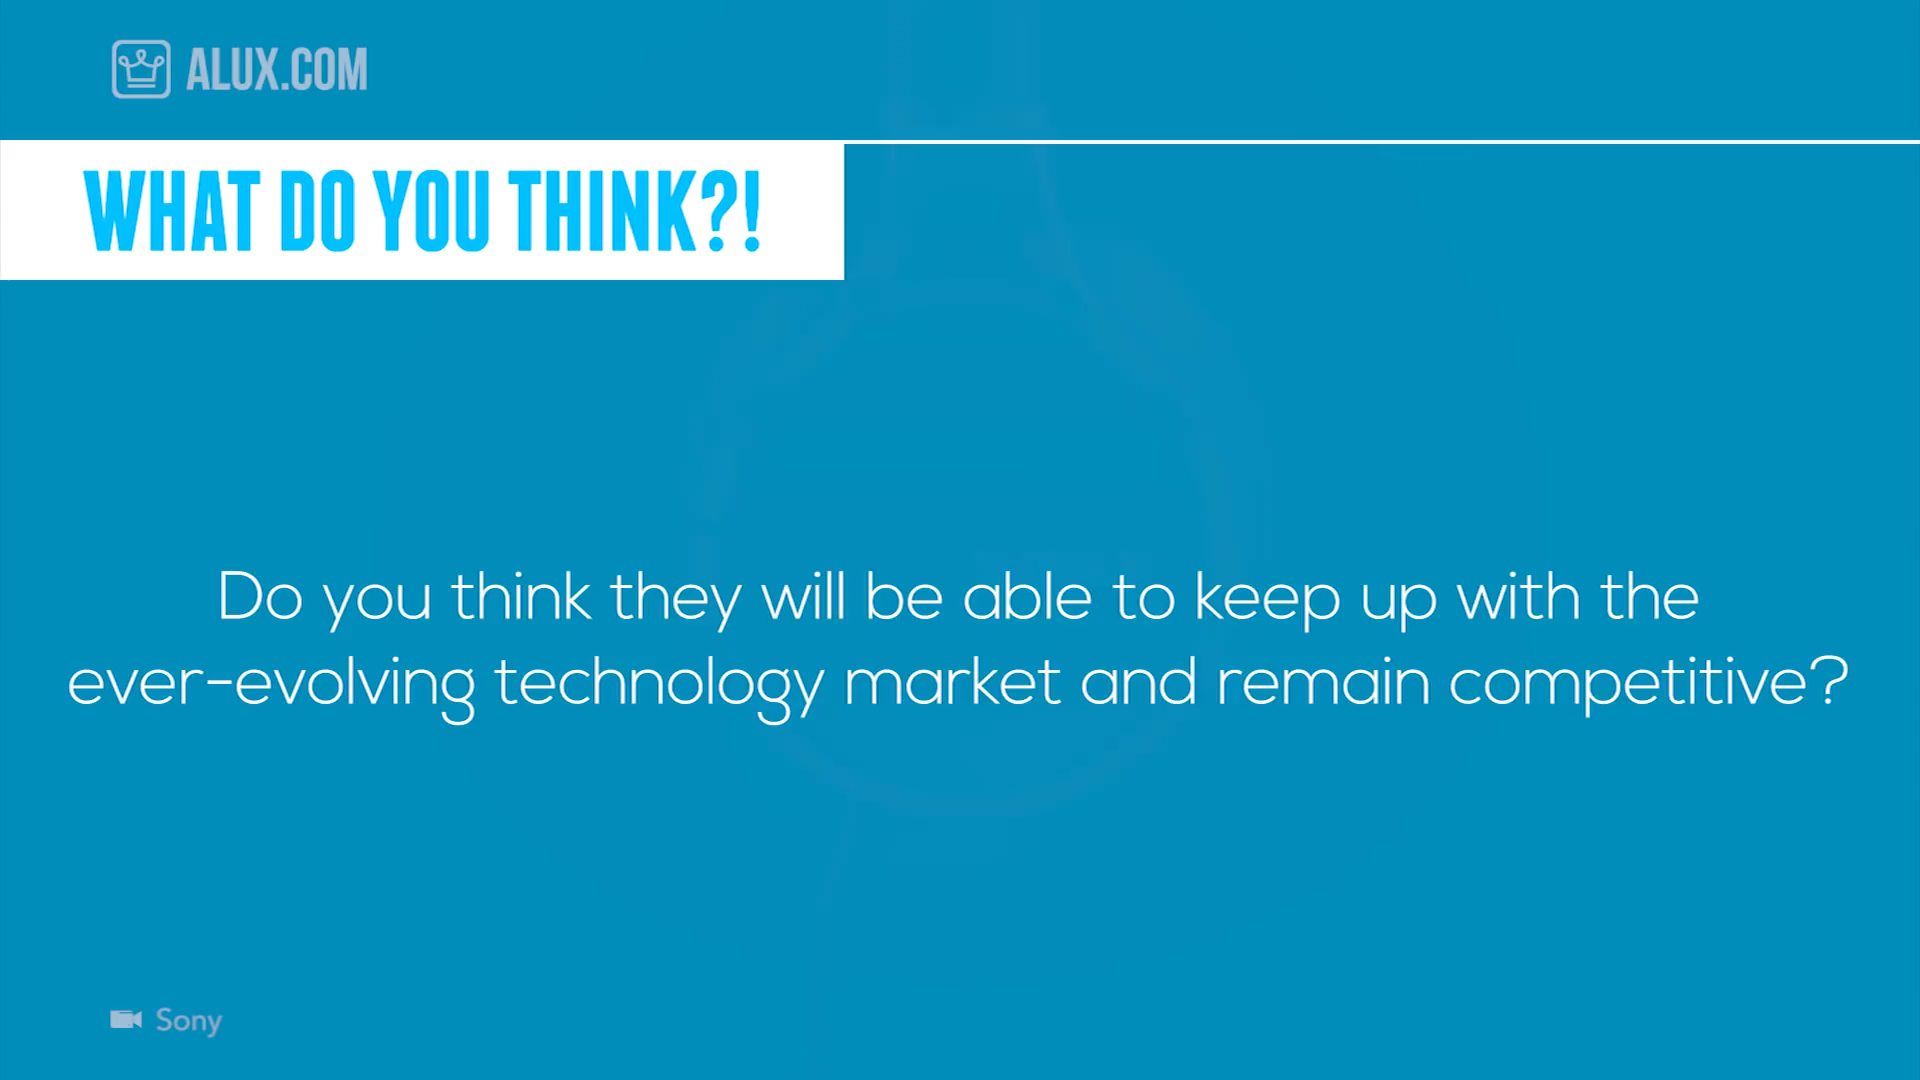 ALUX.COM
WHAT DO YOU THINK?!
Do you think they will be able to keep up with the
ever-evolving technology market and remain competitive?
Sony